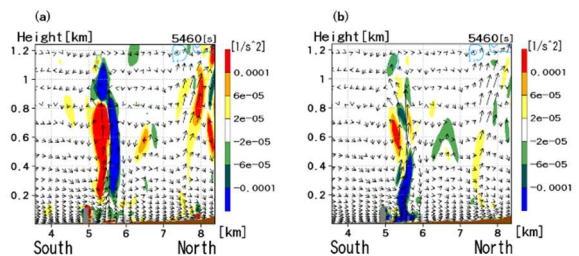 (a)
Height[km] 5460[s]
[1/s^2]
1.2
1
0.8
0.6
0.4
0.2
0.0001
6e-05
2e-05
-2e-05
-6e-05
-0.0001
4 5 6 7 8 [km]
South North
(b)
Height[km] 5460[s]
[1/s^2]
1.2
1
0.8
0.6
0.4
0.2
0.0001
6e-05
2e-05
-2e-05
-6e-05
-0.0001
4 5 6 7 8 [km]
South North